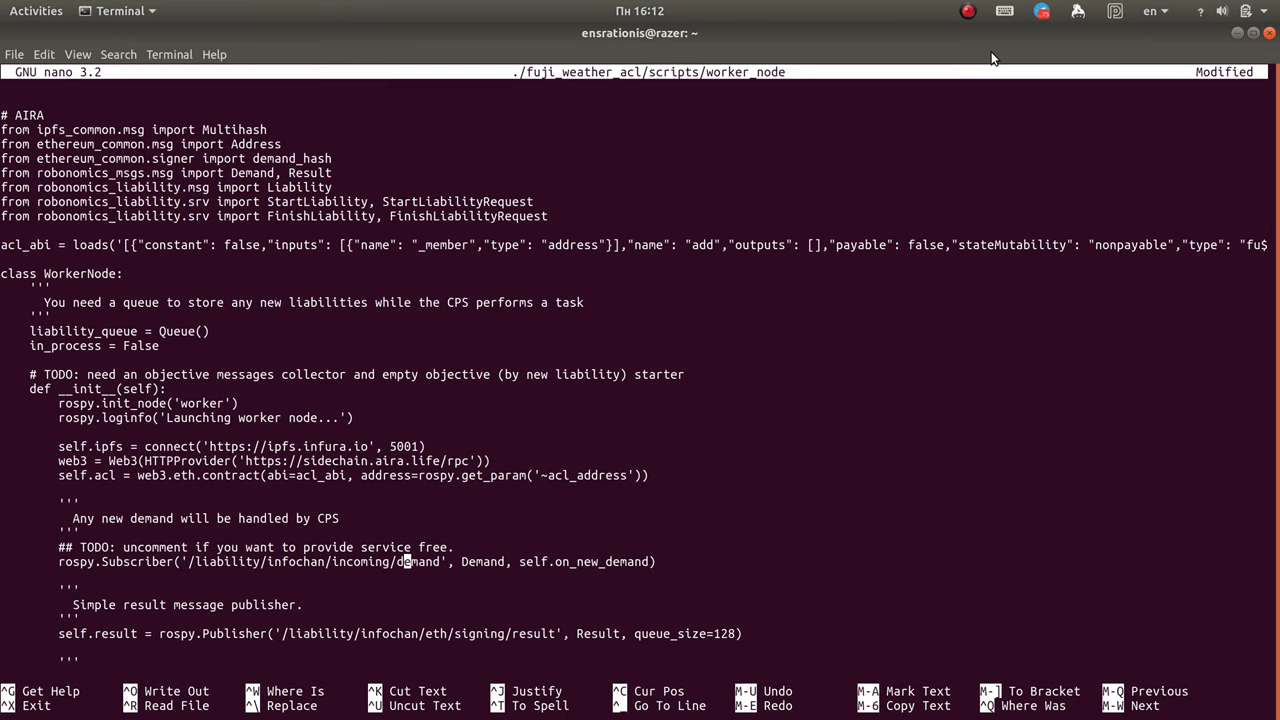 Activities Terminal Пн 16:12 en ?
ensrationis@razer: ~
File Edit View Search Terminal Help
GNU nano 3.2 ./fuji_weather_acl/scripts/worker_node Modified
# AIRA
from ipfs_common.msg import Multihash
from ethereum_common.msg import Address
from ethereum_common.signer import demand_hash
from robonomics_msgs.msg import Demand, Result
from robonomics_liability.msg import Liability
from robonomics_liability.srv import StartLiability, StartLiabilityRequest
from robonomics_liability.srv import FinishLiability, FinishLiabilityRequest
acl_abi = loads('[{"constant": false,"inputs": [{"name": "_member","type": "address"}],"name": "add","outputs": [],"payable": false,"stateMutability": "nonpayable","type": "fu$
class WorkerNode:
'''
You need a queue to store any new liabilities while the CPS performs a task
'''
liability_queue = Queue()
in_process = False
# TODO: need an objective messages collector and empty objective (by new liability) starter
def __init__(self):
rospy.init_node('worker')
rospy.loginfo('Launching worker node...')
self.ipfs = connect('https://ipfs.infura.io', 5001)
web3 = Web3(HTTPProvider('https://sidechain.aira.life/rpc'))
self.acl = web3.eth.contract(abi=acl_abi, address=rospy.get_param('~acl_address'))
'''
Any new demand will be handled by CPS
'''
## TODO: uncomment if you want to provide service free.
rospy.Subscriber('/liability/infochan/incoming/demand', Demand, self.on_new_demand)
'''
Simple result message publisher.
'''
self.result = rospy.Publisher('/liability/infochan/eth/signing/result', Result, queue_size=128)
'''
^G Get Help ^O Write Out ^W Where Is ^K Cut Text ^J Justify ^C Cur Pos M-U Undo M-A Mark Text M-] To Bracket M-Q Previous
^X Exit ^R Read File ^\ Replace ^U Uncut Text ^T To Spell ^_ Go To Line M-E Redo M-6 Copy Text ^Q Where Was M-W Next